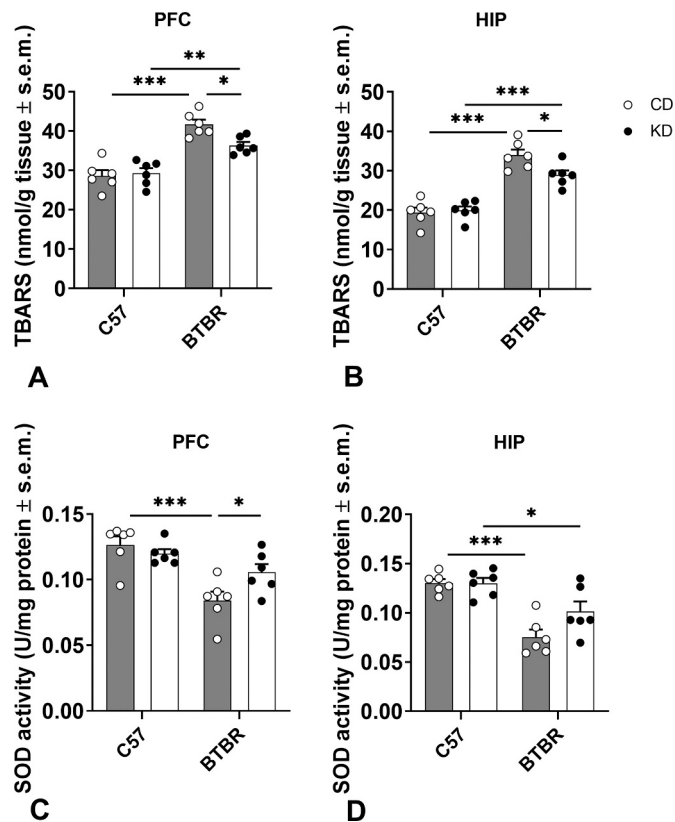 PFC
TBARS (nmol/g tissue ± s.e.m.)
50
40
30
20
10
0
***
**
*
C57
BTBR
A
HIP
TBARS (nmol/g tissue ± s.e.m.)
50
40
30
20
10
0
***
***
*
C57
BTBR
B
CD
KD
PFC
SOD activity (U/mg protein ± s.e.m.)
0.15
0.10
0.05
0.00
***
*
C57
BTBR
C
HIP
SOD activity (U/mg protein ± s.e.m.)
0.20
0.15
0.10
0.05
0.00
***
*
C57
BTBR
D